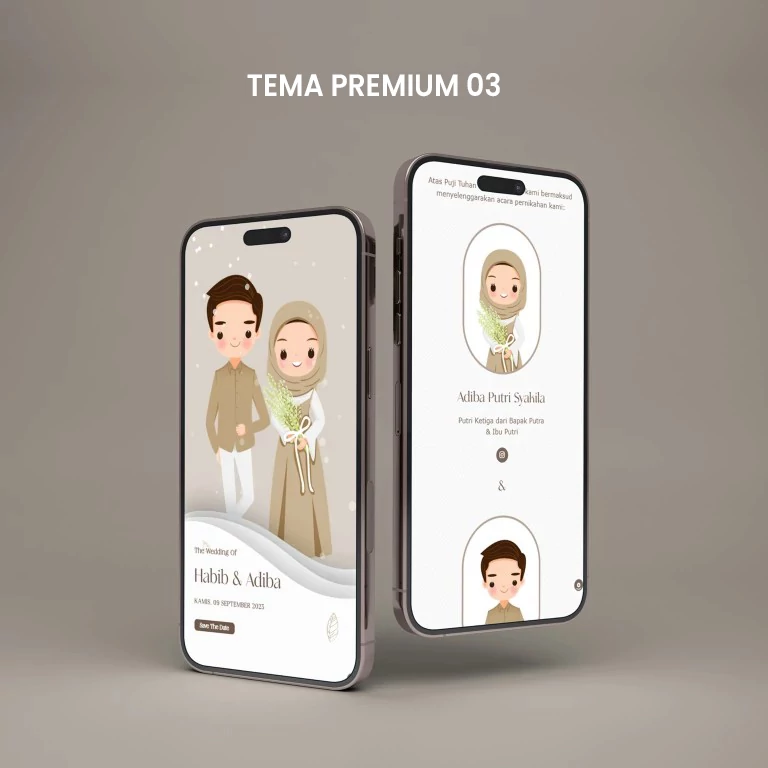 TEMA PREMIUM 03
The Wedding Of
Habib & Adiba
KAMIS, 09 SEPTEMBER 2023
Save The Date
Atas Puji Tuhan kami bermaksud
menyelenggarakan acara pernikahan kami:
Adiba Putri Syahila
Putri Ketiga dari Bapak Putra
& Ibu Putri
&